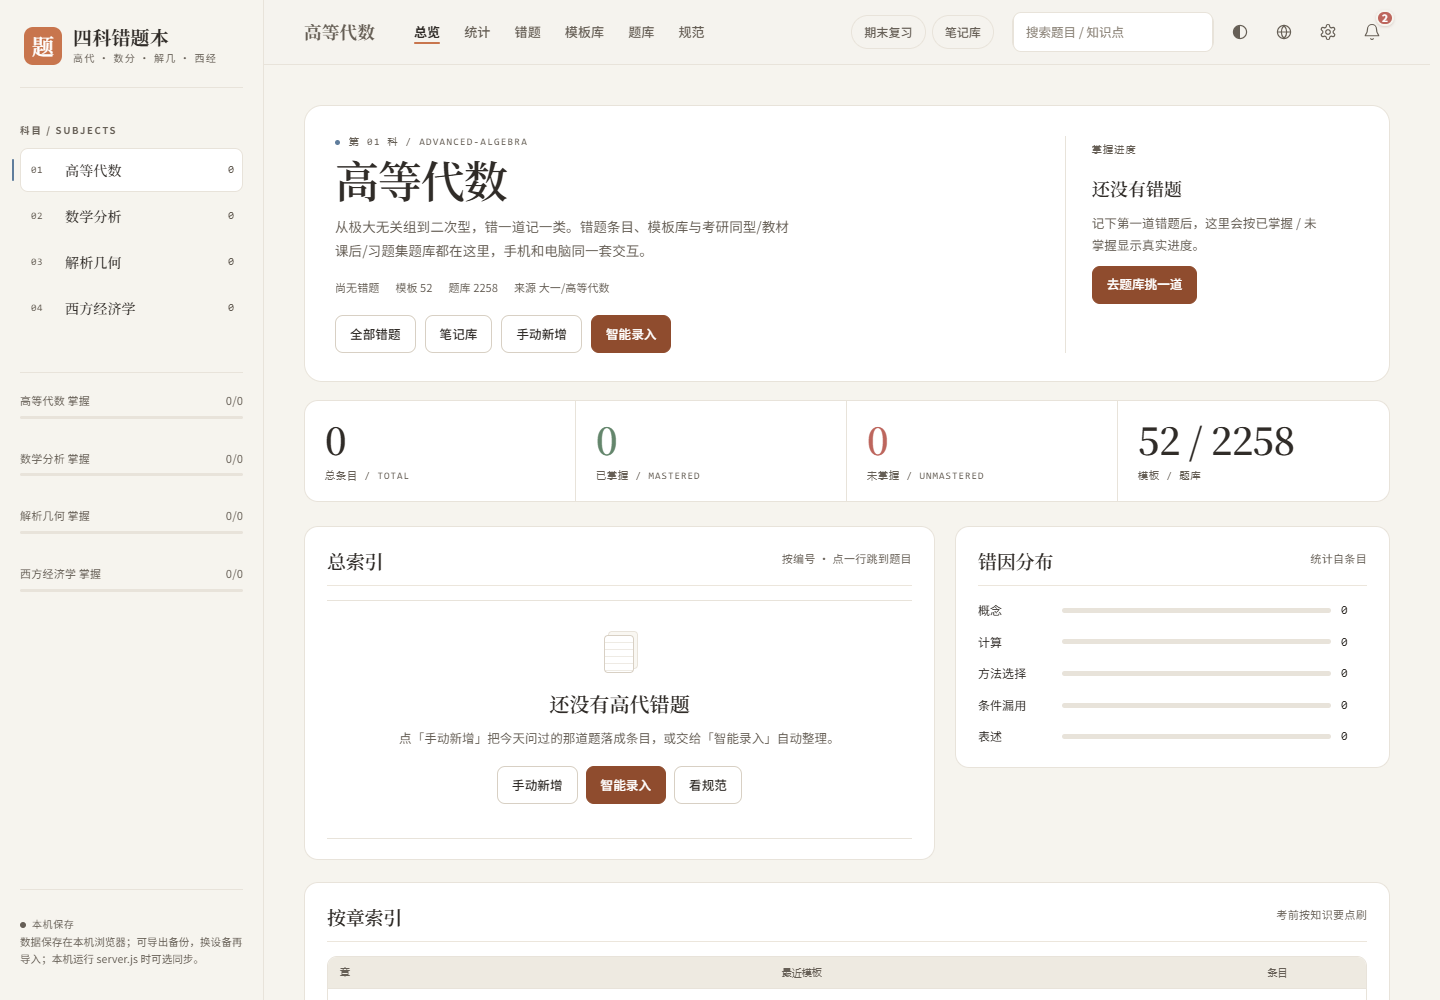 题
四科错题本
高代 · 数分 · 解几 · 西经
科目 / SUBJECTS
01 高等代数 0
02 数学分析 0
03 解析几何 0
04 西方经济学 0
高等代数 掌握 0/0
数学分析 掌握 0/0
解析几何 掌握 0/0
西方经济学 掌握 0/0
本机保存
数据保存在本机浏览器；可导出备份，换设备再
导入；本机运行 server.js 时可选同步。
高等代数 总览 统计 错题 模板库 题库 规范 期末复习 笔记库 搜索题目 / 知识点 2
第 01 科 / ADVANCED-ALGEBRA
高等代数
从极大无关组到二次型，错一道记一类。错题条目、模板库与考研同型/教材
课后/习题集题库都在这里，手机和电脑同一套交互。
尚无错题 模板 52 题库 2258 来源 大一/高等代数
全部错题 笔记库 手动新增 智能录入
掌握进度
还没有错题
记下第一道错题后，这里会按已掌握 / 未
掌握显示真实进度。
去题库挑一道
0
总条目 / TOTAL
0
已掌握 / MASTERED
0
未掌握 / UNMASTERED
52 / 2258
模板 / 题库
总索引 按编号 · 点一行跳到题目
还没有高代错题
点「手动新增」把今天问过的那道题落成条目，或交给「智能录入」自动整理。
手动新增 智能录入 看规范
错因分布 统计自条目
概念 0
计算 0
方法选择 0
条件漏用 0
表述 0
按章索引 考前按知识要点刷
章 最近模板 条目